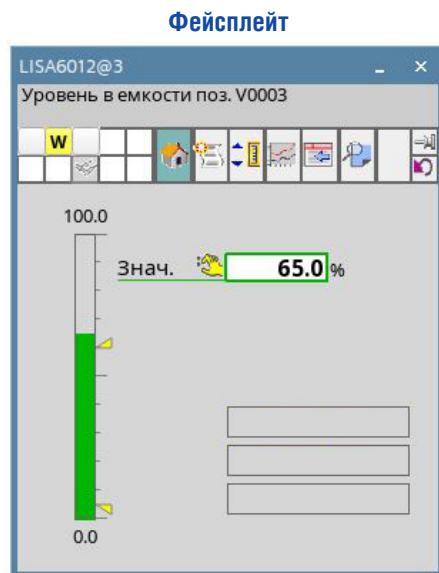 Фейсплейт
LISA6012@3
Уровень в емкости поз. V0003
W
100.0
Знач. 65.0 %
0.0